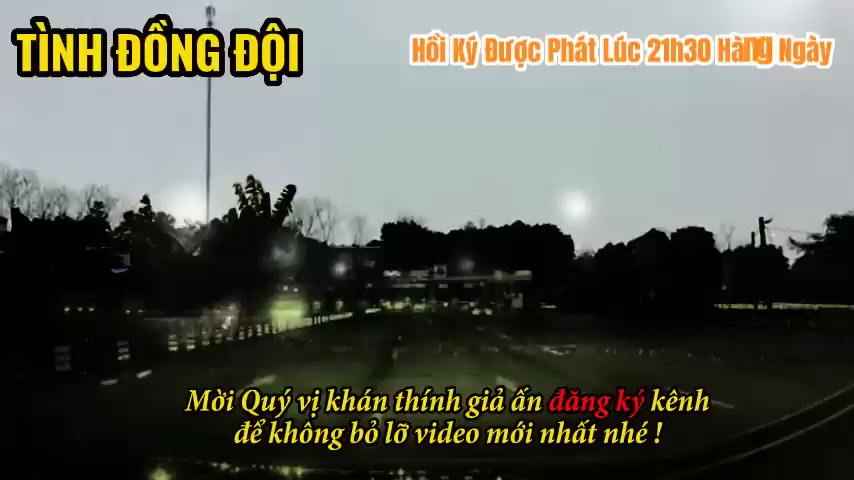 TÌNH ĐỒNG ĐỘI
Hồi Ký Được Phát Lúc 21h30 Hàng Ngày
Mời Quý vị khán thính giả ấn đăng ký kênh
để không bỏ lỡ video mới nhất nhé !